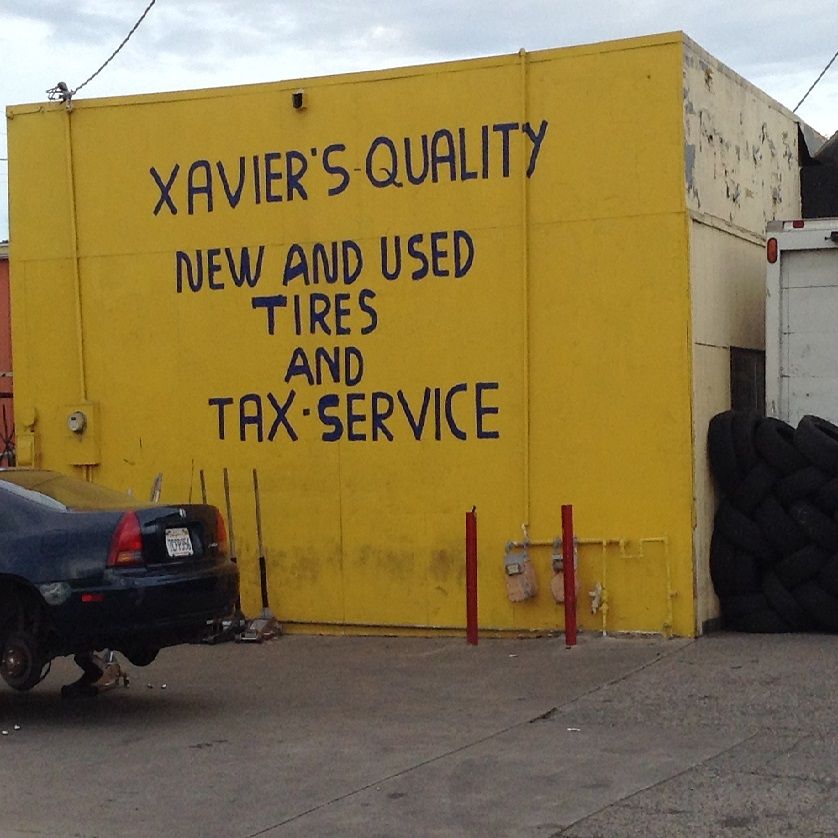 XAVIER'S-QUALITY
NEW AND USED
TIRES
AND
TAX-SERVICE